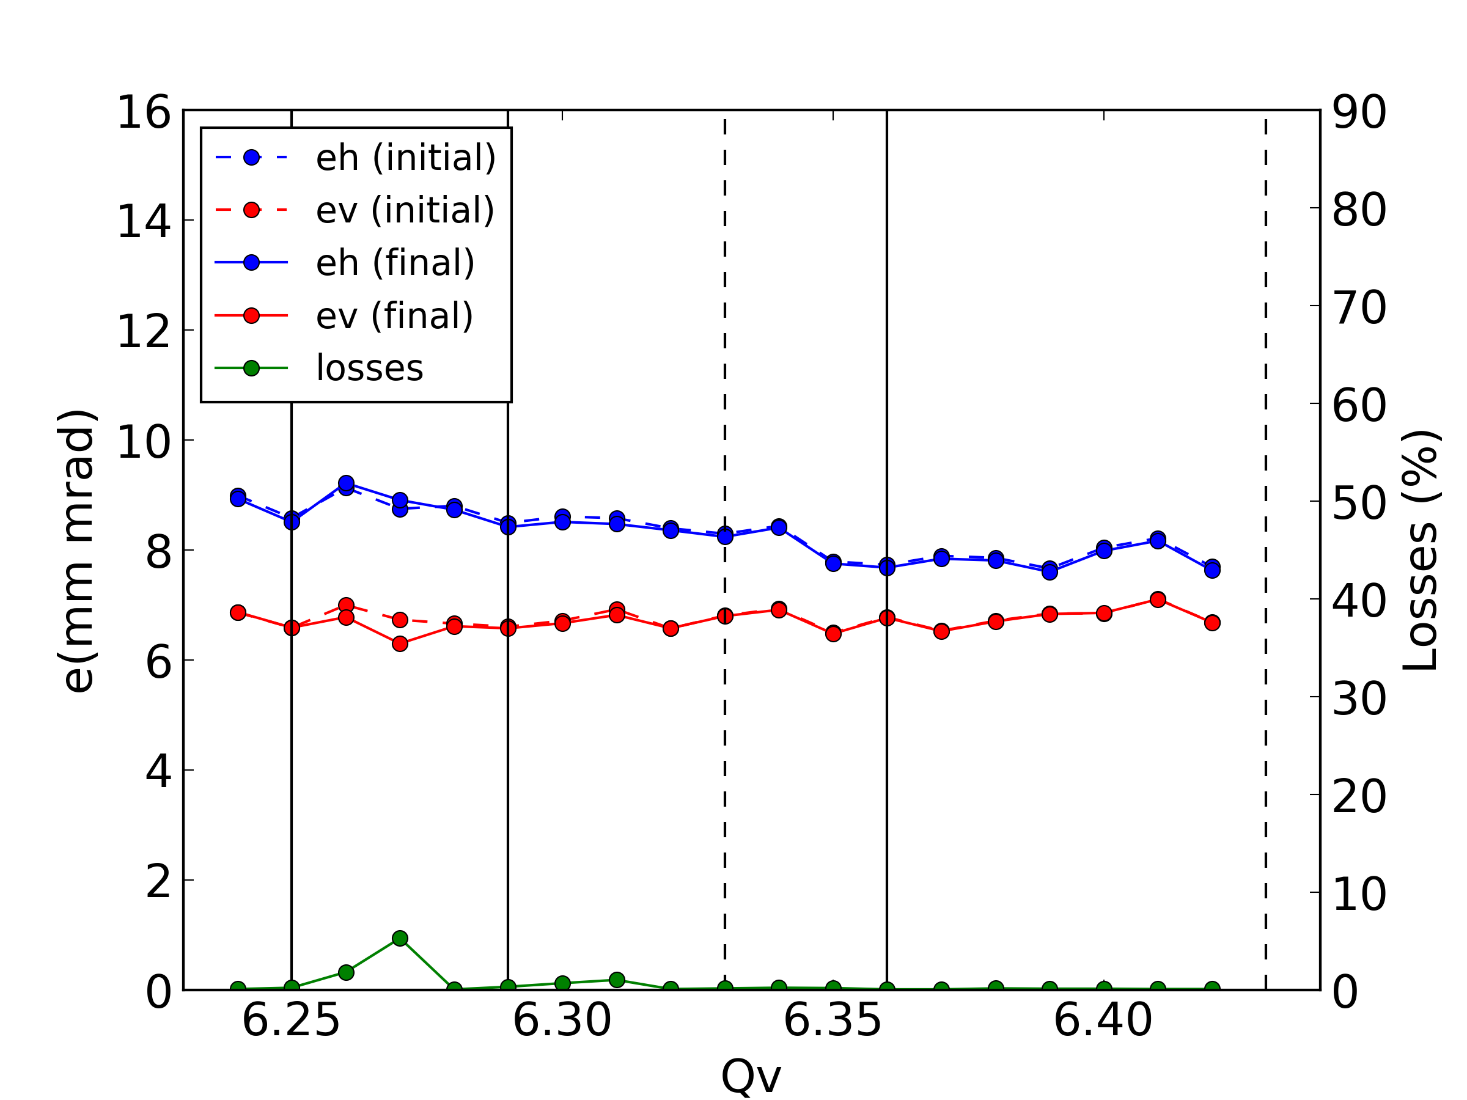 16
14
12
10
8
6
4
2
0
e(mm mrad)
eh (initial)
ev (initial)
eh (final)
ev (final)
losses
90
80
70
60
50
40
30
20
10
0
Losses (%)
6.25 6.30 6.35 6.40
Qv